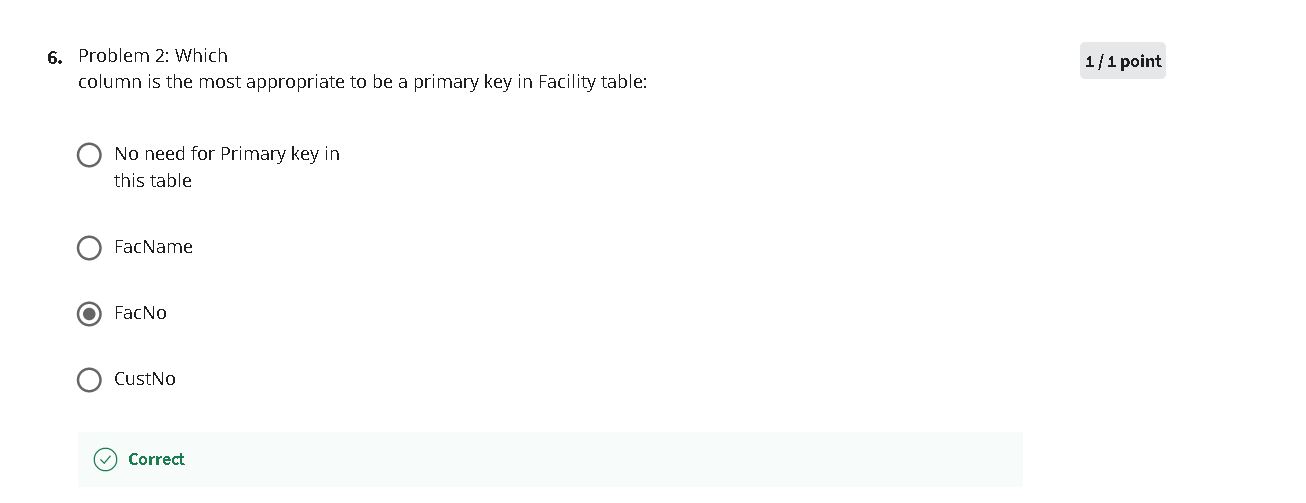 6. Problem 2: Which
1 / 1 point
column is the most appropriate to be a primary key in Facility table:
No need for Primary key in
this table
FacName
FacNo
CustNo
Correct